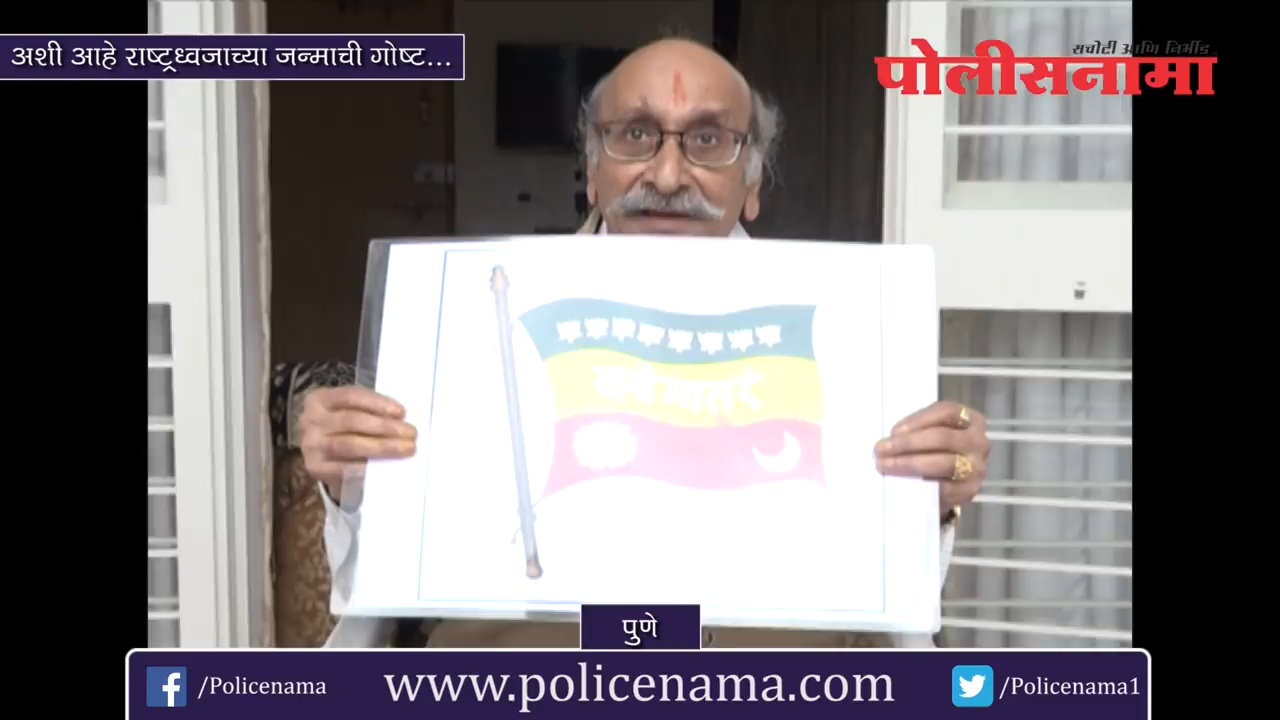 अशी आहे राष्ट्रध्वजाच्या जन्माची गोष्ट...
सचोटी आणि निर्भीड
पोलीसनामा
वंदेमातरं
पुणे
/Policenama
www.policenama.com
/Policenama1